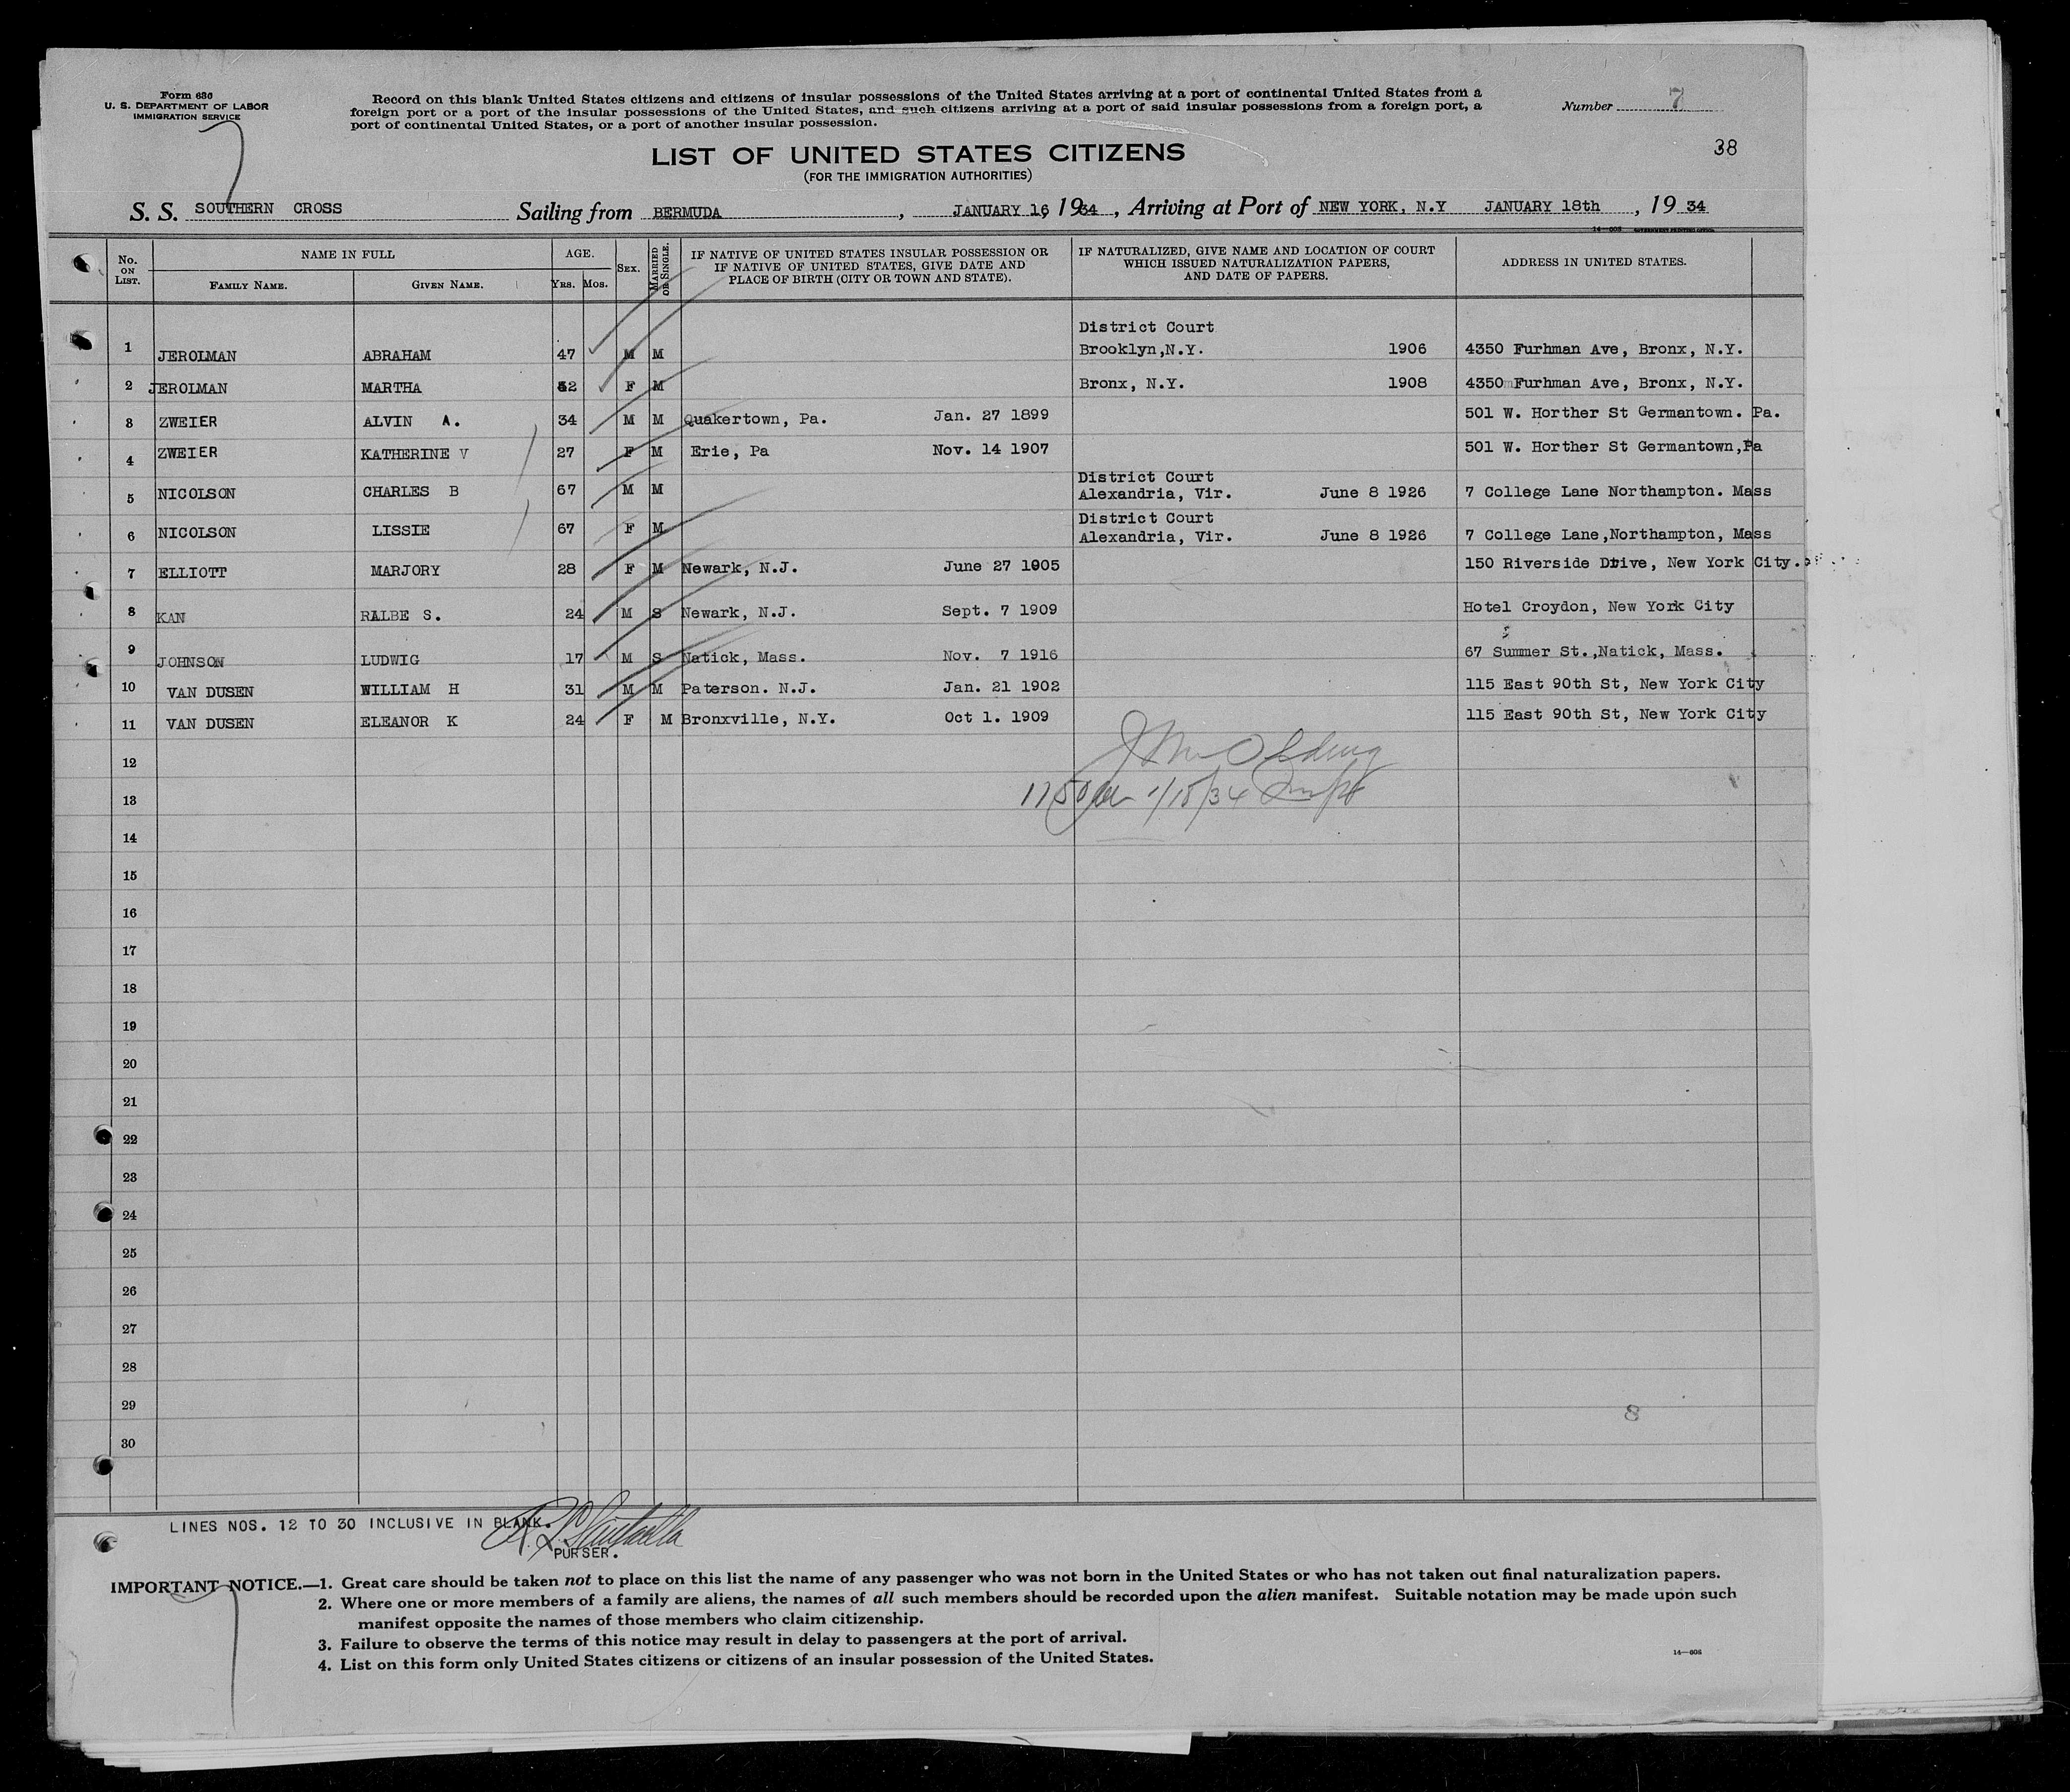 Form 636
U. S. DEPARTMENT OF LABOR
IMMIGRATION SERVICE
Record on this blank United States citizens and citizens of insular possessions of the United States arriving at a port of continental United States from a
foreign port or a port of the insular possessions of the United States, and such citizens arriving at a port of said insular possessions from a foreign port, a
port of continental United States, or a port of another insular possession.
Number 7
38
7
LIST OF UNITED STATES CITIZENS
(FOR THE IMMIGRATION AUTHORITIES)
S. S. SOUTHERN CROSS Sailing from BERMUDA, JANUARY 16, 1934, Arriving at Port of NEW YORK, N.Y JANUARY 18th, 19 34
No. ON LIST. NAME IN FULL FAMILY NAME. GIVEN NAME. AGE. YRS. MOS. SEX. MARRIED OR SINGLE. IF NATIVE OF UNITED STATES INSULAR POSSESSION OR IF NATIVE OF UNITED STATES, GIVE DATE AND PLACE OF BIRTH (CITY OR TOWN AND STATE). IF NATURALIZED, GIVE NAME AND LOCATION OF COURT WHICH ISSUED NATURALIZATION PAPERS, AND DATE OF PAPERS. ADDRESS IN UNITED STATES.
District Court
1 JEROLMAN ABRAHAM 47 M M Brooklyn,N.Y. 1906 4350 Furhman Ave, Bronx, N.Y.
2 JEROLMAN MARTHA 52 F M Bronx, N.Y. 1908 4350 Furhman Ave, Bronx, N.Y.
3 ZWEIER ALVIN A. 34 M M Quakertown, Pa. Jan. 27 1899 501 W. Horther St Germantown. Pa.
4 ZWEIER KATHERINE V 27 F M Erie, Pa Nov. 14 1907 501 W. Horther St Germantown,Pa
District Court
5 NICOLSON CHARLES B 67 M M Alexandria, Vir. June 8 1926 7 College Lane Northampton. Mass
District Court
6 NICOLSON LISSIE 67 F M Alexandria, Vir. June 8 1926 7 College Lane,Northampton, Mass
7 ELLIOTT MARJORY 28 F M Newark, N.J. June 27 1905 150 Riverside Drive, New York City.
8 KAN RALBE S. 24 M S Newark, N.J. Sept. 7 1909 Hotel Croydon, New York City
9 JOHNSON LUDWIG 17 M S Natick, Mass. Nov. 7 1916 67 Summer St.,Natick, Mass.
10 VAN DUSEN WILLIAM H 31 M M Paterson. N.J. Jan. 21 1902 115 East 90th St, New York City
11 VAN DUSEN ELEANOR K 24 F M Bronxville, N.Y. Oct 1. 1909 115 East 90th St, New York City
12
13
14
15
16
17
18
19
20
21
22
23
24
25
26
27
28
29
8
30
LINES NOS. 12 TO 30 INCLUSIVE IN BLANK.
PURSER.
IMPORTANT NOTICE.—1. Great care should be taken not to place on this list the name of any passenger who was not born in the United States or who has not taken out final naturalization papers.
2. Where one or more members of a family are aliens, the names of all such members should be recorded upon the alien manifest. Suitable notation may be made upon such
manifest opposite the names of those members who claim citizenship.
3. Failure to observe the terms of this notice may result in delay to passengers at the port of arrival.
4. List on this form only United States citizens or citizens of an insular possession of the United States.
14—608
7